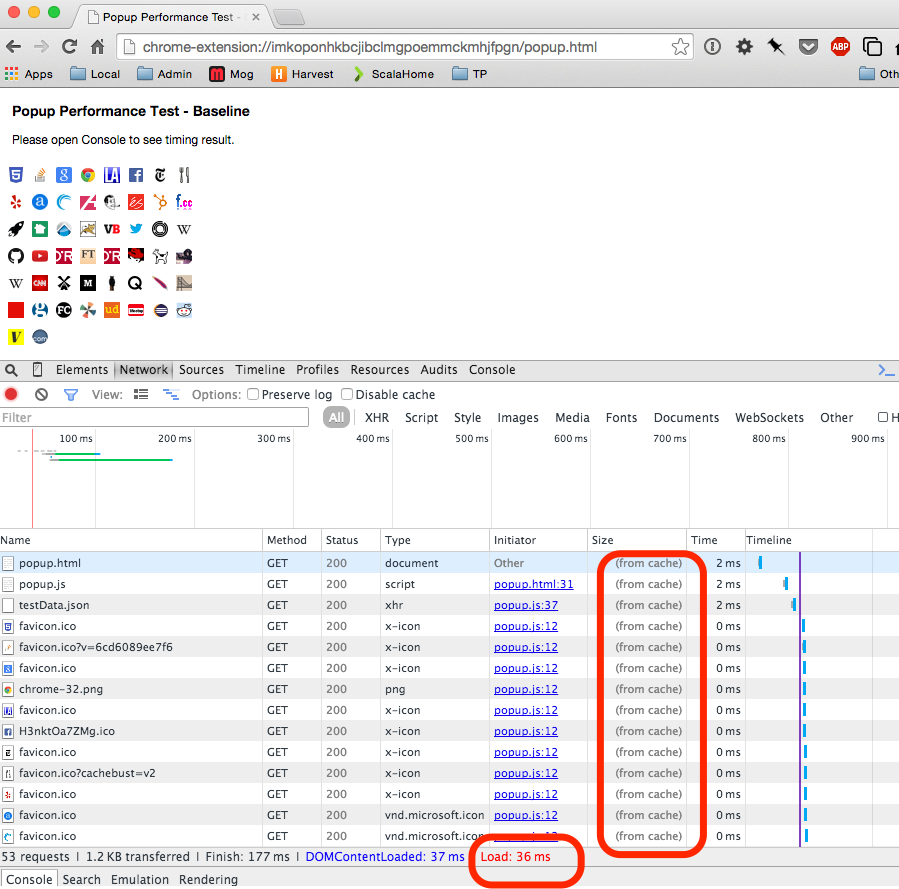 Popup Performance Test -
chrome-extension://imkoponhkbcjibclmgpoemmckmhjfpgn/popup.html
ABP
Apps Local Admin Mog Harvest ScalaHome TP Oth
Popup Performance Test - Baseline
Please open Console to see timing result.
Elements Network Sources Timeline Profiles Resources Audits Console
View: Options: Preserve log Disable cache
Filter All XHR Script Style Images Media Fonts Documents WebSockets Other H
100 ms 200 ms 300 ms 400 ms 500 ms 600 ms 700 ms 800 ms 900 ms
Name Method Status Type Initiator Size Time Timeline
popup.html GET 200 document Other (from cache) 2 ms
popup.js GET 200 script popup.html:31 (from cache) 2 ms
testData.json GET 200 xhr popup.js:37 (from cache) 2 ms
favicon.ico GET 200 x-icon popup.js:12 (from cache) 0 ms
favicon.ico?v=6cd6089ee7f6 GET 200 x-icon popup.js:12 (from cache) 0 ms
favicon.ico GET 200 x-icon popup.js:12 (from cache) 0 ms
chrome-32.png GET 200 png popup.js:12 (from cache) 0 ms
favicon.ico GET 200 x-icon popup.js:12 (from cache) 0 ms
H3nktOa7ZMg.ico GET 200 x-icon popup.js:12 (from cache) 0 ms
favicon.ico GET 200 x-icon popup.js:12 (from cache) 0 ms
favicon.ico?cachebust=v2 GET 200 x-icon popup.js:12 (from cache) 0 ms
favicon.ico GET 200 x-icon popup.js:12 (from cache) 0 ms
favicon.ico GET 200 vnd.microsoft.icon popup.js:12 (from cache) 0 ms
favicon.ico GET 200 vnd.microsoft.icon popup.js:12 (from cache) 0 ms
53 requests | 1.2 KB transferred | Finish: 177 ms | DOMContentLoaded: 37 ms | Load: 36 ms
Console Search Emulation Rendering